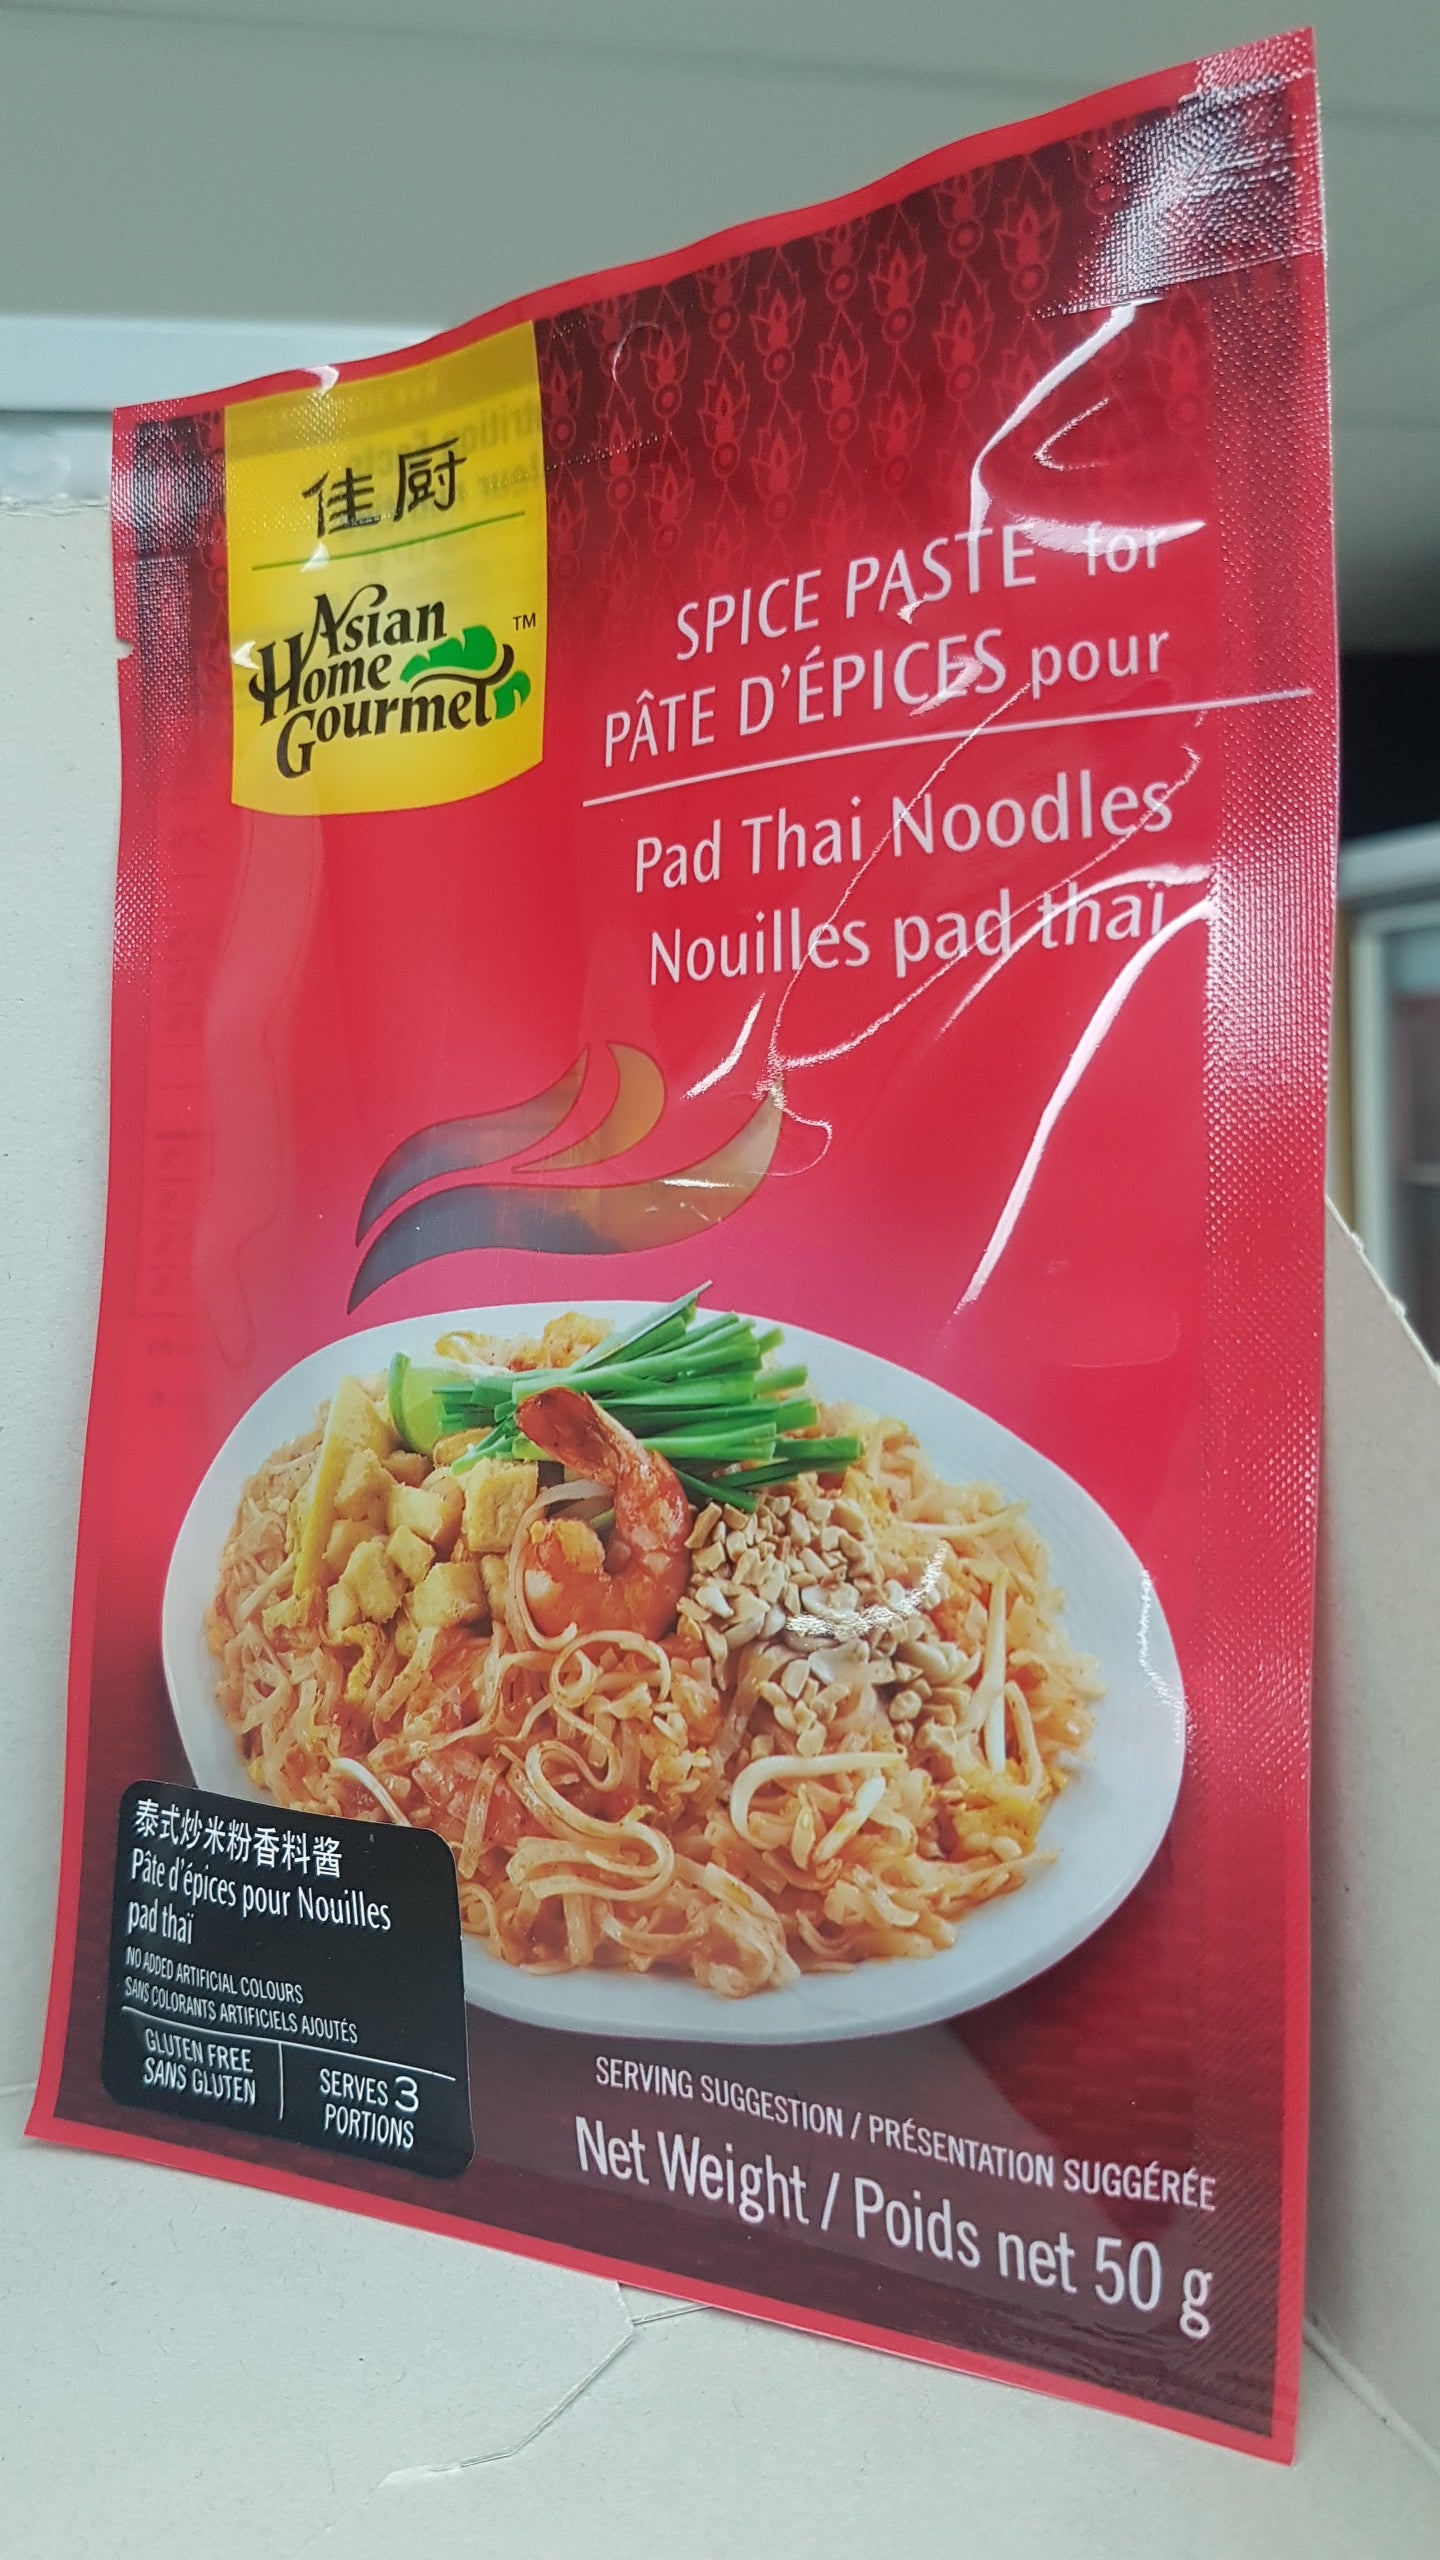 佳厨
Asian
Home
Gourmet
TM
SPICE PASTE for
PÂTE D'ÉPICES pour
Pad Thai Noodles
Nouilles pad thaï
泰式炒米粉香料酱
Pâte d'épices pour Nouilles
pad thaï
NO ADDED ARTIFICIAL COLOURS
SANS COLORANTS ARTIFICIELS AJOUTÉS
GLUTEN FREE
SANS GLUTEN
SERVES 3
PORTIONS
SERVING SUGGESTION / PRÉSENTATION SUGGÉRÉE
Net Weight / Poids net 50 g